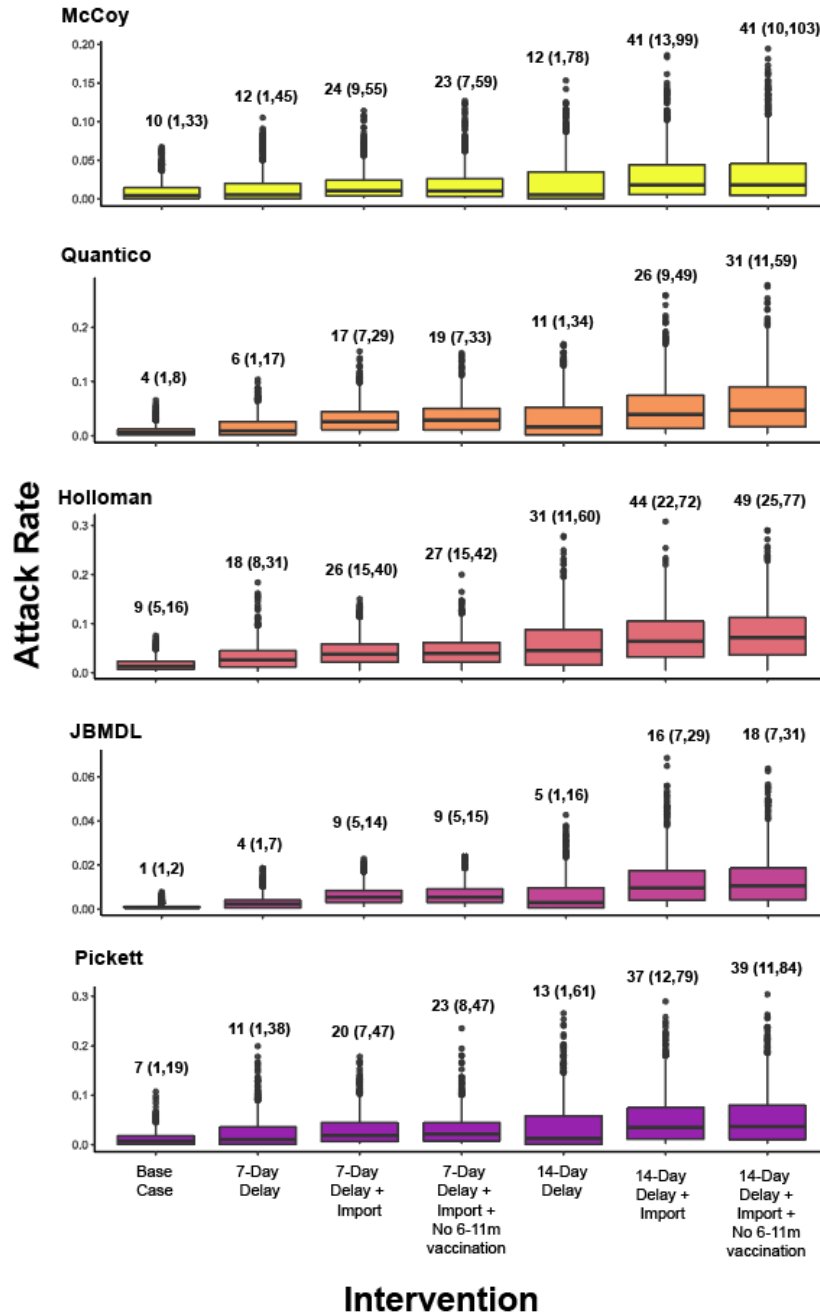 McCoy
0.20
0.15
0.10
0.05
0.00
10 (1,33)
12 (1,45)
24 (9,55)
23 (7,59)
12 (1,78)
41 (13,99)
41 (10,103)
Quantico
0.2
0.1
0.0
4 (1,8)
6 (1,17)
17 (7,29)
19 (7,33)
11 (1,34)
26 (9,49)
31 (11,59)
Attack Rate
Holloman
0.3
0.2
0.1
0.0
9 (5,16)
18 (8,31)
26 (15,40)
27 (15,42)
31 (11,60)
44 (22,72)
49 (25,77)
JBMDL
0.06
0.04
0.02
0.00
1 (1,2)
4 (1,7)
9 (5,14)
9 (5,15)
5 (1,16)
16 (7,29)
18 (7,31)
Pickett
0.3
0.2
0.1
0.0
7 (1,19)
11 (1,38)
20 (7,47)
23 (8,47)
13 (1,61)
37 (12,79)
39 (11,84)
Base
Case
7-Day
Delay
7-Day
Delay +
Import
7-Day
Delay +
Import +
No 6-11m
vaccination
14-Day
Delay
14-Day
Delay +
Import
14-Day
Delay +
Import +
No 6-11m
vaccination
Intervention